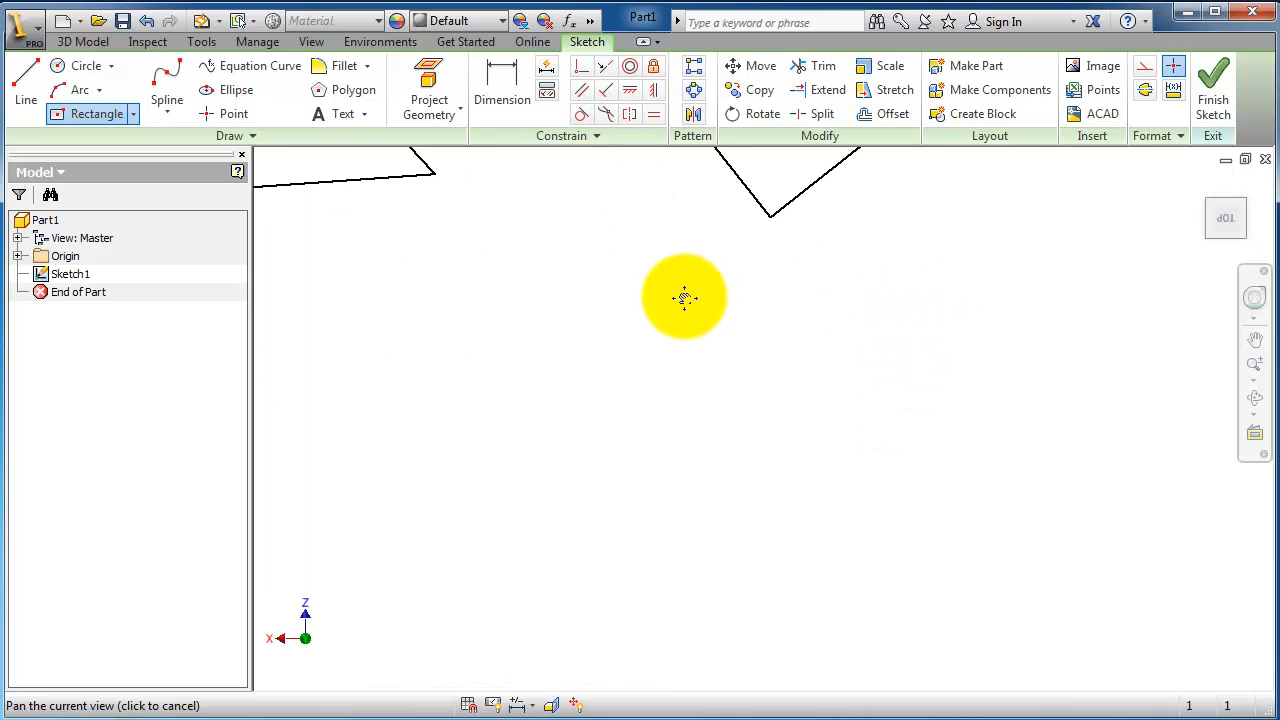 Material
Default
fx
Part1
Type a keyword or phrase
Sign In
PRO
3D Model
Inspect
Tools
Manage
View
Environments
Get Started
Online
Sketch
Line
Circle
Arc
Rectangle
Spline
Equation Curve
Ellipse
Point
Fillet
Polygon
A Text
Project
Geometry
Dimension
Move
Copy
Rotate
Trim
Extend
Split
Scale
Stretch
Offset
Make Part
Make Components
Create Block
Image
Points
ACAD
Finish
Sketch
Draw
Constrain
Pattern
Modify
Layout
Insert
Format
Exit
Model
Part1
View: Master
Origin
Sketch1
End of Part
TOP
Z
X
Pan the current view (click to cancel)
1
1